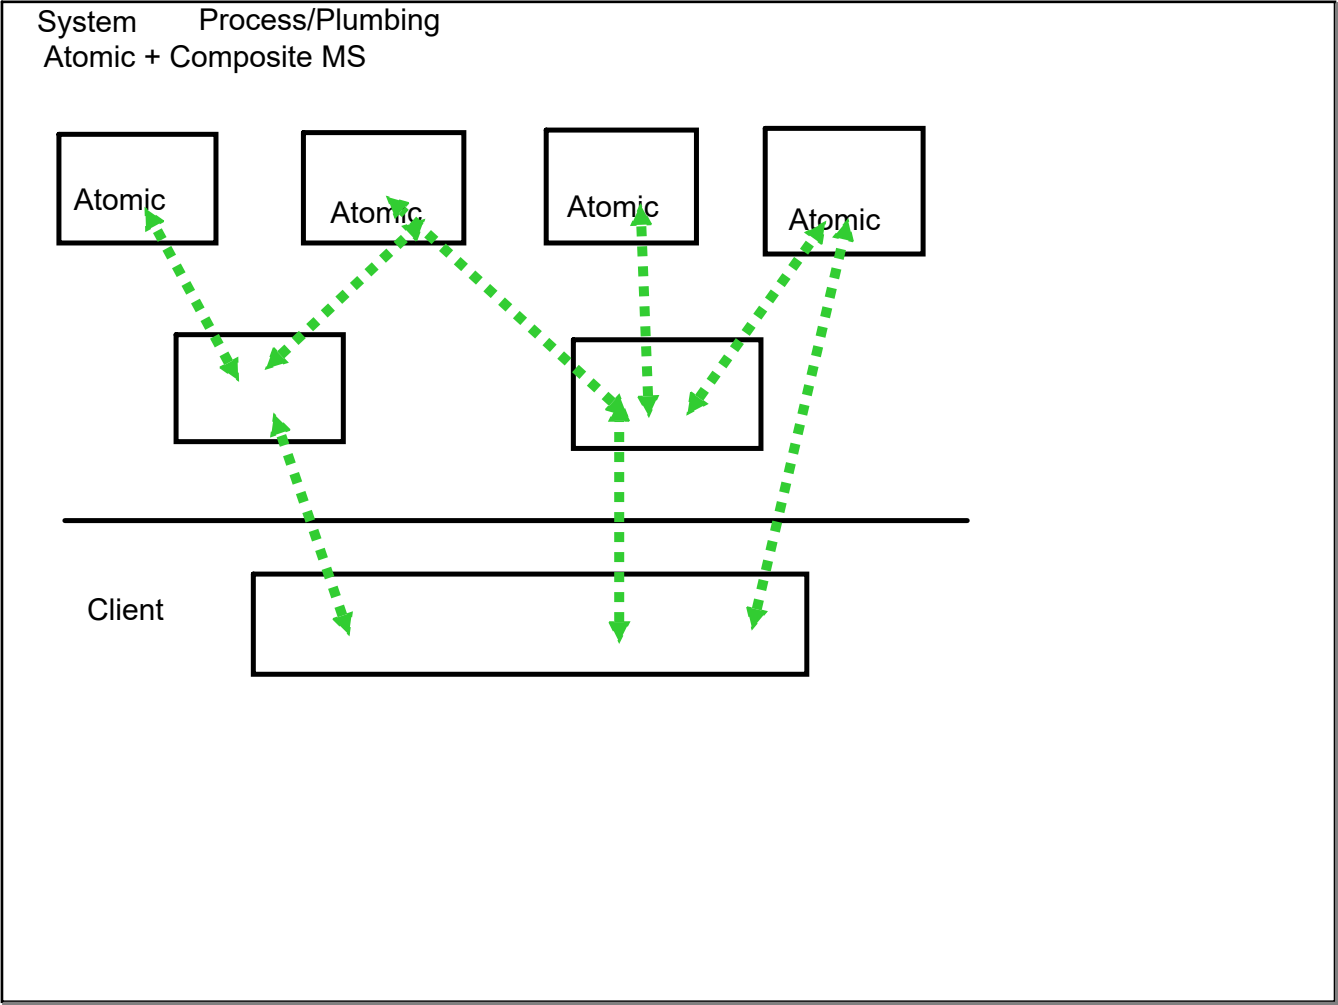 System Process/Plumbing
Atomic + Composite MS
Atomic
Atomic
Atomic
Atomic
Client